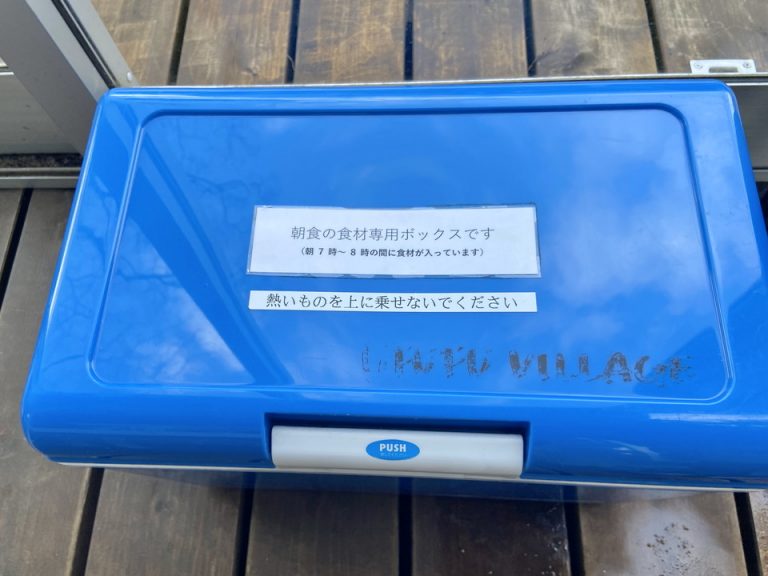 朝食の食材専用ボックスです
（朝 7 時～ 8 時の間に食材が入っています）
熱いものを上に乗せないでください
VILLAGE
PUSH